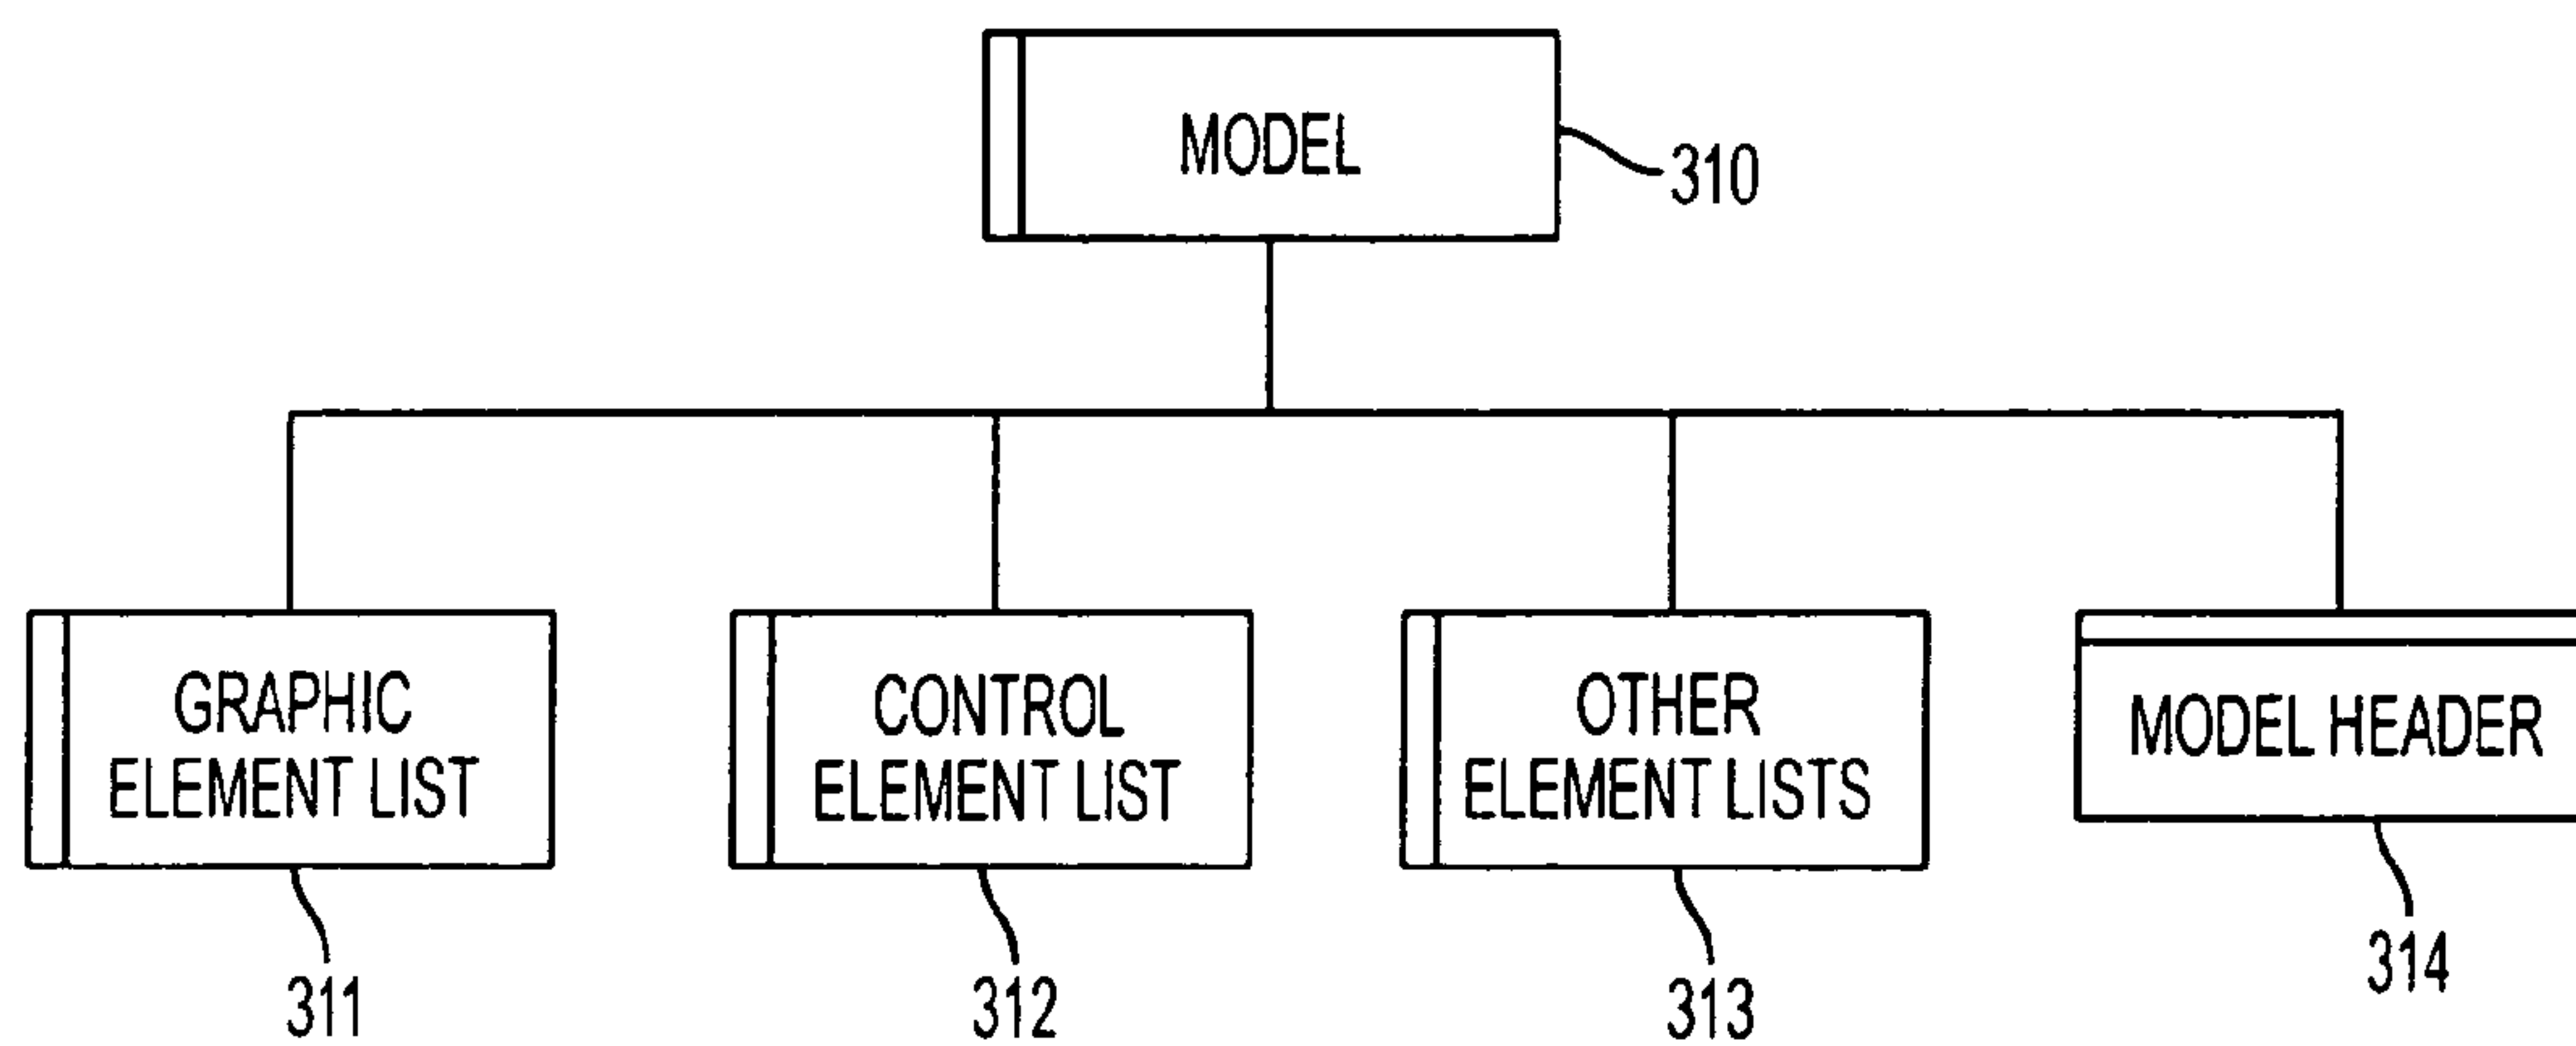 MODEL
310
GRAPHIC
ELEMENT LIST
CONTROL
ELEMENT LIST
OTHER
ELEMENT LISTS
MODEL HEADER
311
312
313
314